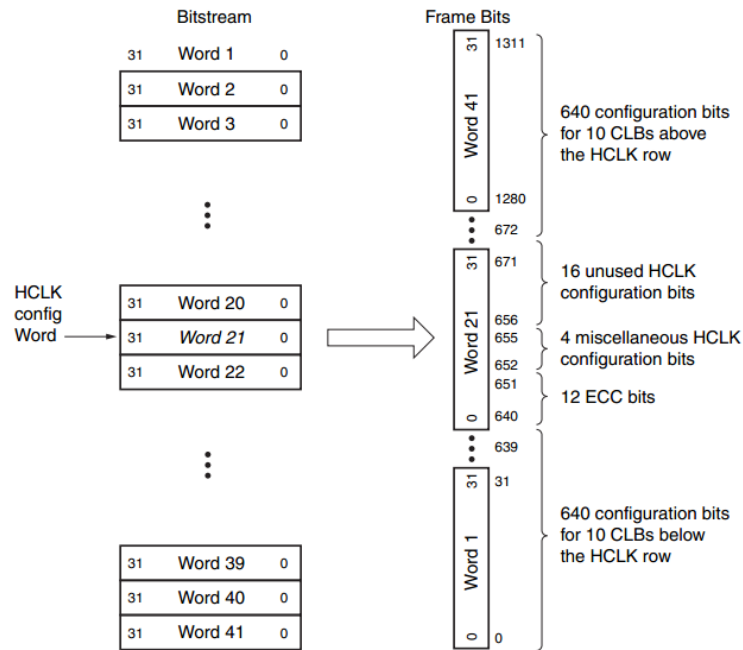 Bitstream
31 Word 1 0
31 Word 2 0
31 Word 3 0
HCLK
config
Word
31 Word 20 0
31 Word 21 0
31 Word 22 0
31 Word 39 0
31 Word 40 0
31 Word 41 0
Frame Bits
31 Word 41 0
1311
1280
672
31 Word 21 0
671
656
655
652
651
640
639
31 Word 1 0
31
0
640 configuration bits
for 10 CLBs above
the HCLK row
16 unused HCLK
configuration bits
4 miscellaneous HCLK
configuration bits
12 ECC bits
640 configuration bits
for 10 CLBs below
the HCLK row